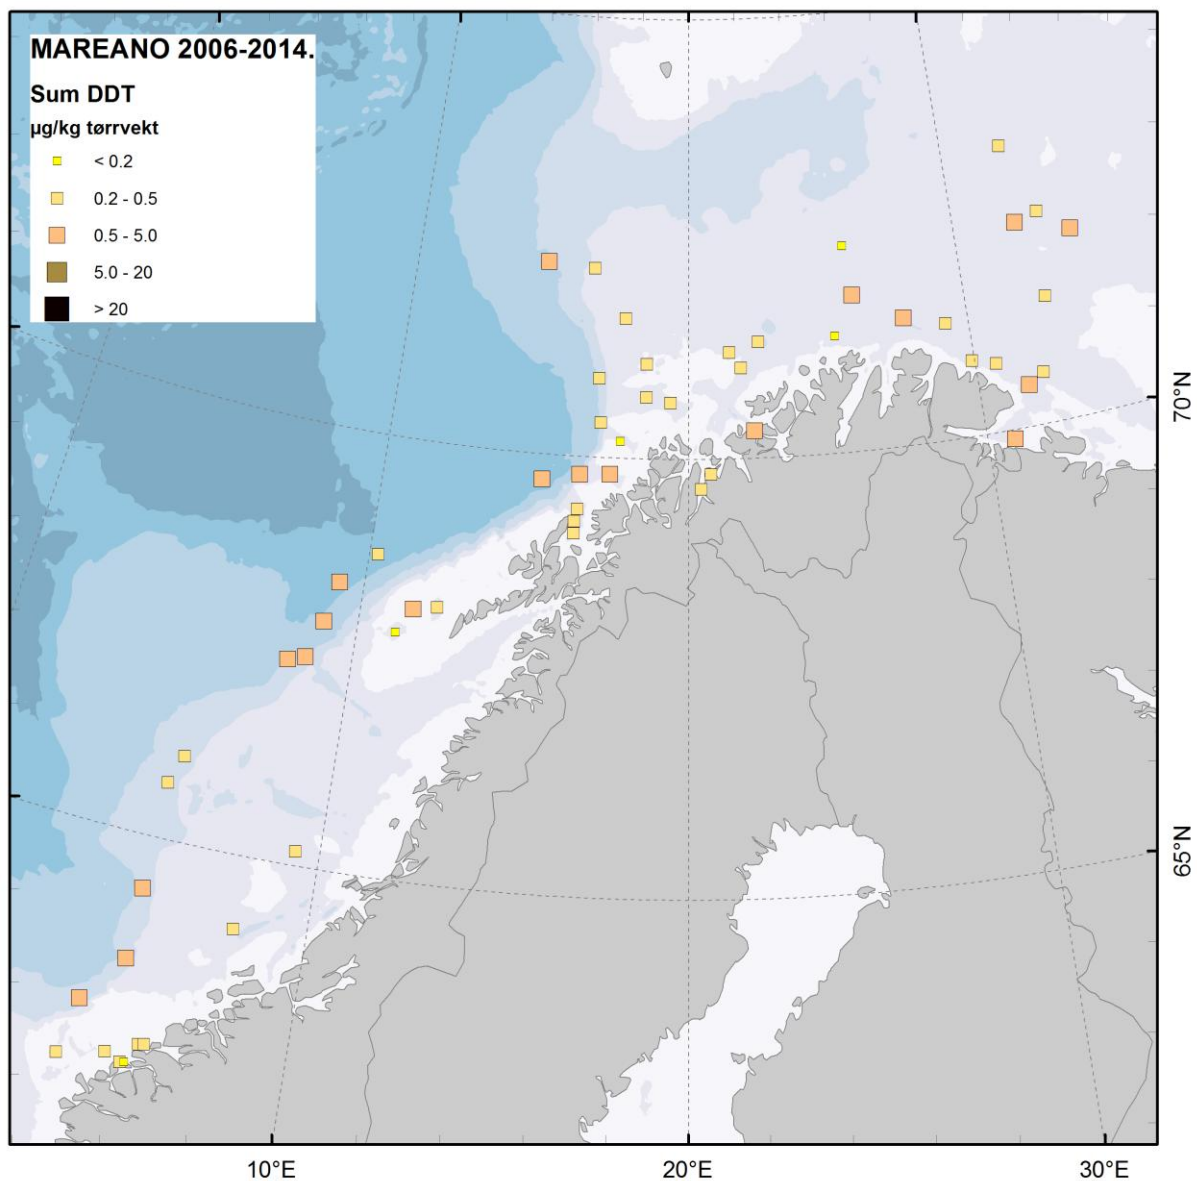 MAREANO 2006-2014.
Sum DDT
µg/kg tørrvekt
< 0.2
0.2 - 0.5
0.5 - 5.0
5.0 - 20
> 20
70°N
65°N
10°E
20°E
30°E